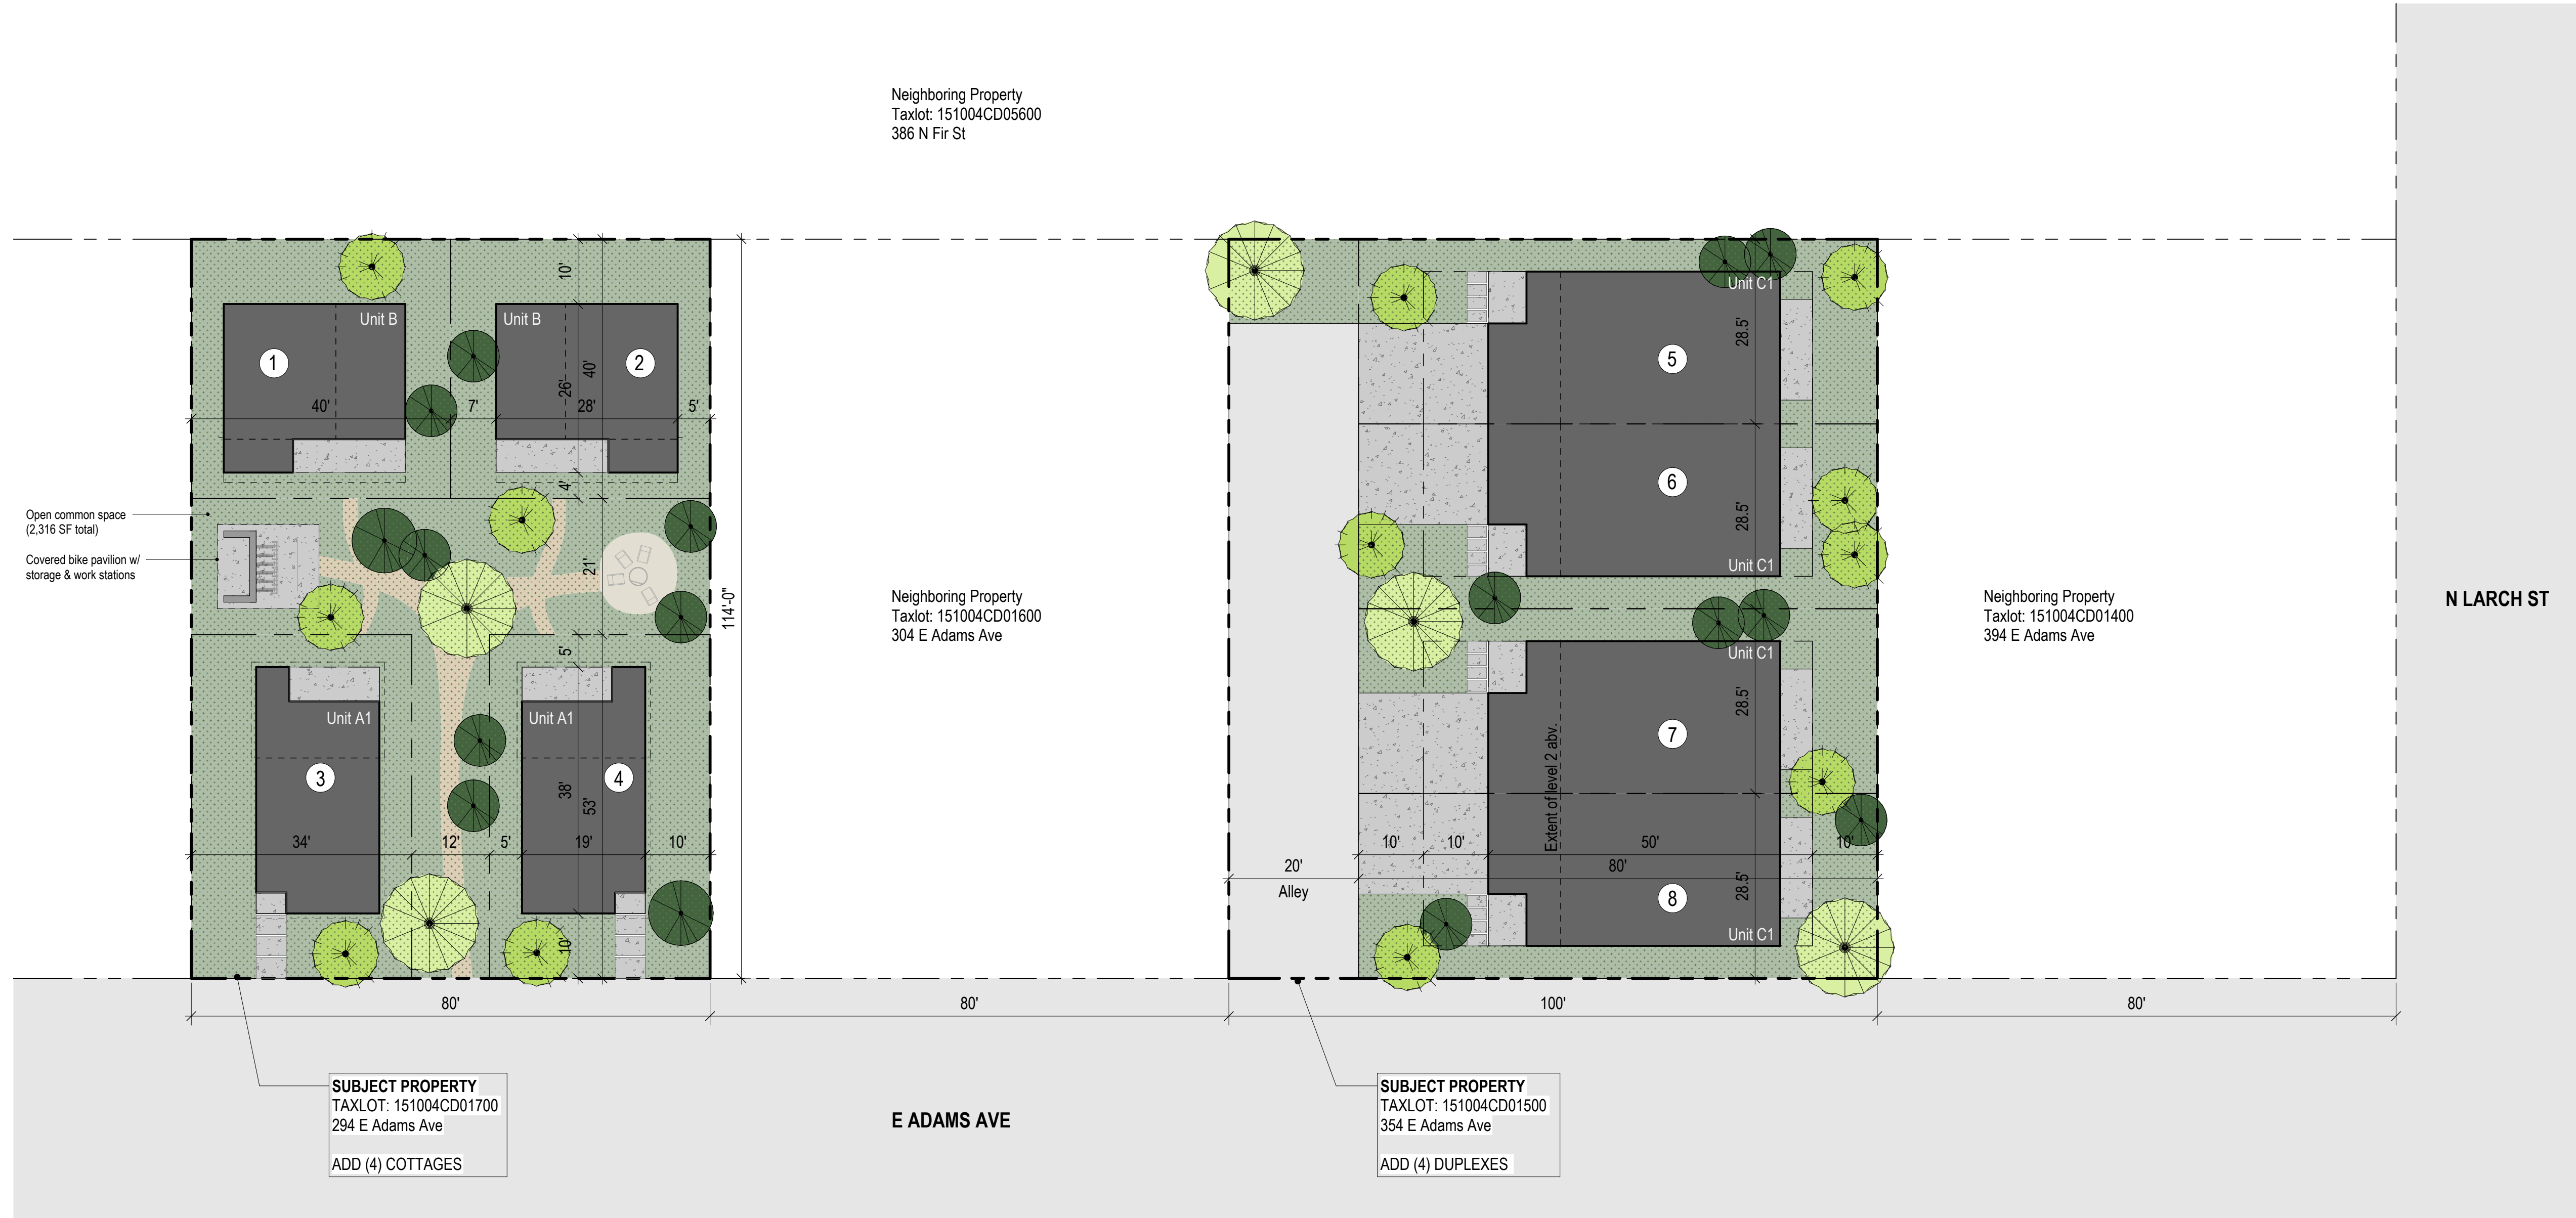 Neighboring Property
Taxlot: 151004CD05600
386 N Fir St
Unit B
Unit B
1
2
10'
26'
40'
40'
7'
28'
5'
4'
Open common space
(2,316 SF total)
Covered bike pavilion w/
storage & work stations
21'
114'-0"
5'
Unit A1
Unit A1
3
4
38'
53'
34'
12'
5'
19'
10'
10'
Neighboring Property
Taxlot: 151004CD01600
304 E Adams Ave
Unit C1
28.5'
5
6
28.5'
Unit C1
Unit C1
28.5'
7
Extent of level 2 abv.
10'
10'
50'
10'
20'
80'
Alley
8
28.5'
Unit C1
Neighboring Property
Taxlot: 151004CD01400
394 E Adams Ave
N LARCH ST
80'
80'
100'
80'
SUBJECT PROPERTY
TAXLOT: 151004CD01700
294 E Adams Ave
ADD (4) COTTAGES
E ADAMS AVE
SUBJECT PROPERTY
TAXLOT: 151004CD01500
354 E Adams Ave
ADD (4) DUPLEXES